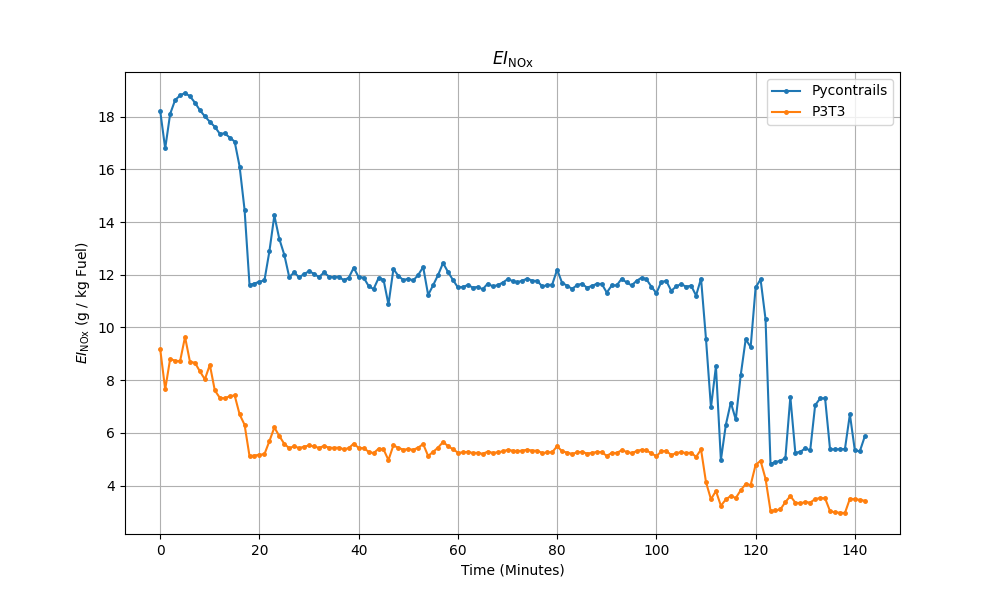 EI_NOx
Pycontrails
P3T3
18
16
14
12
10
8
6
4
EI_NOx (g / kg Fuel)
0 20 40 60 80 100 120 140
Time (Minutes)